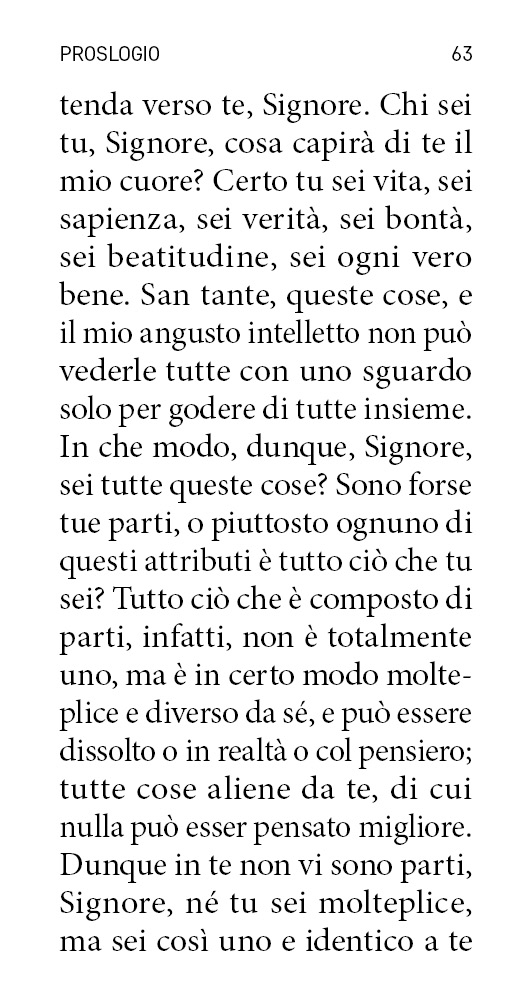 PROSLOGIO 63
tenda verso te, Signore. Chi sei
tu, Signore, cosa capirà di te il
mio cuore? Certo tu sei vita, sei
sapienza, sei verità, sei bontà,
sei beatitudine, sei ogni vero
bene. San tante, queste cose, e
il mio angusto intelletto non può
vederle tutte con uno sguardo
solo per godere di tutte insieme.
In che modo, dunque, Signore,
sei tutte queste cose? Sono forse
tue parti, o piuttosto ognuno di
questi attributi è tutto ciò che tu
sei? Tutto ciò che è composto di
parti, infatti, non è totalmente
uno, ma è in certo modo molte-
plice e diverso da sé, e può essere
dissolto o in realtà o col pensiero;
tutte cose aliene da te, di cui
nulla può esser pensato migliore.
Dunque in te non vi sono parti,
Signore, né tu sei molteplice,
ma sei così uno e identico a te